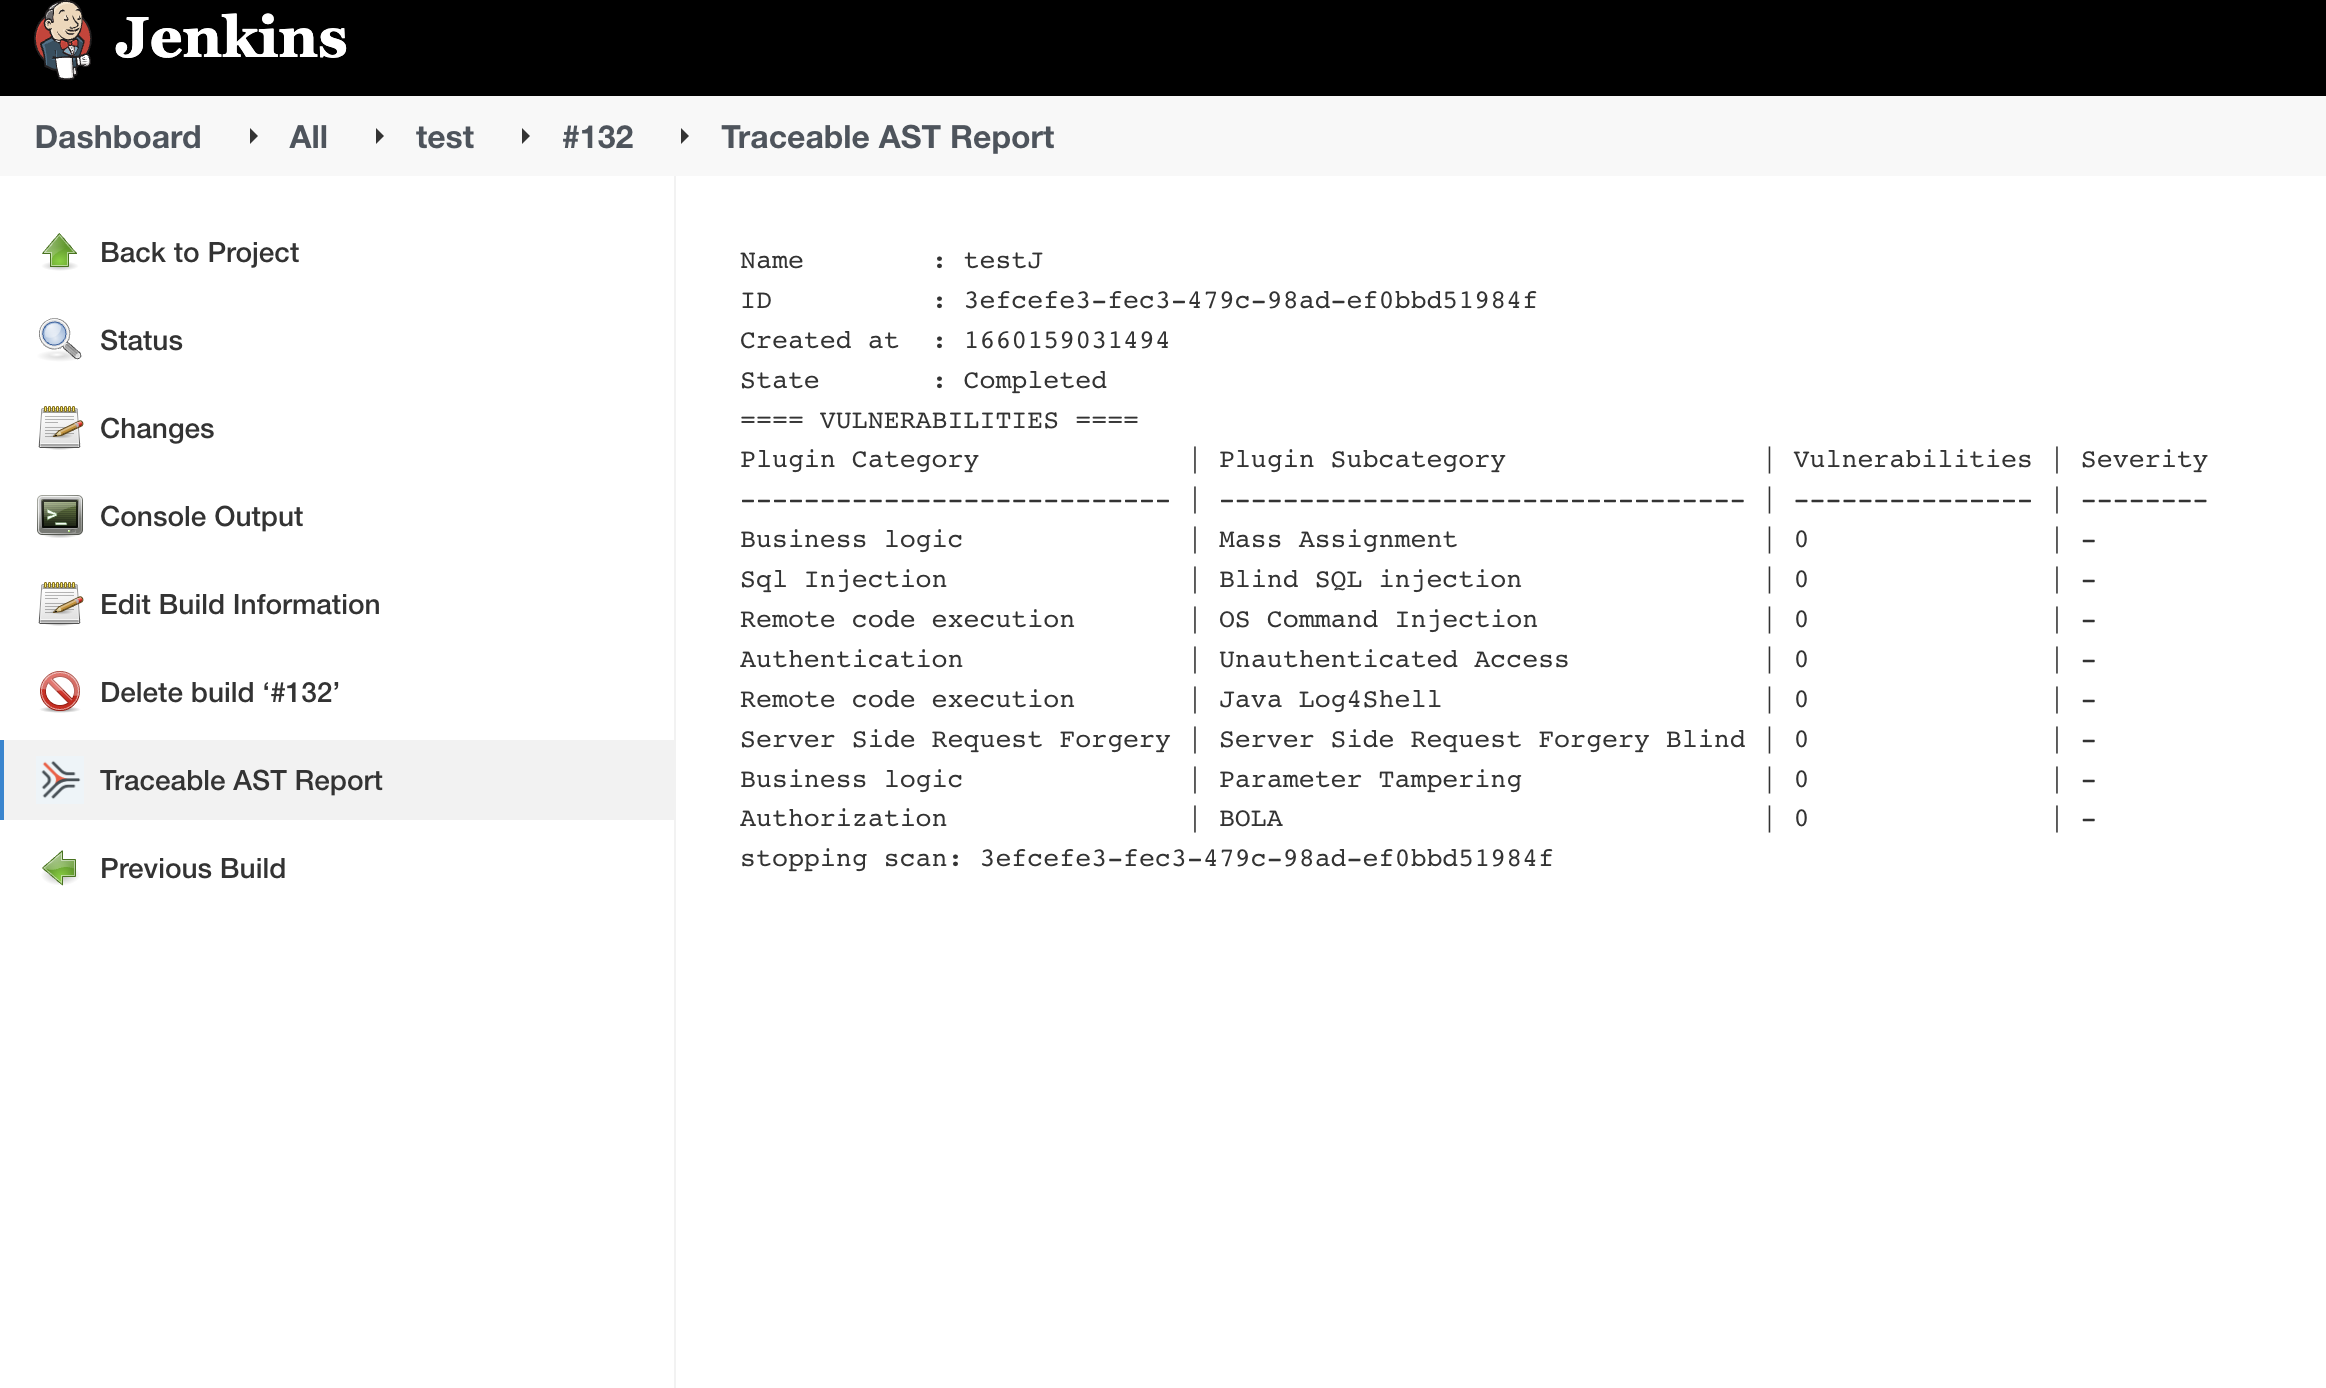 Jenkins
Dashboard All test #132 Traceable AST Report
Back to Project
Status
Changes
Console Output
Edit Build Information
Delete build ‘#132’
Traceable AST Report
Previous Build
Name : testJ
ID : 3efcefe3-fec3-479c-98ad-ef0bbd51984f
Created at : 1660159031494
State : Completed
==== VULNERABILITIES ====
Plugin Category | Plugin Subcategory | Vulnerabilities | Severity
--------------------------- | --------------------------------- | --------------- | --------
Business logic | Mass Assignment | 0 | -
Sql Injection | Blind SQL injection | 0 | -
Remote code execution | OS Command Injection | 0 | -
Authentication | Unauthenticated Access | 0 | -
Remote code execution | Java Log4Shell | 0 | -
Server Side Request Forgery | Server Side Request Forgery Blind | 0 | -
Business logic | Parameter Tampering | 0 | -
Authorization | BOLA | 0 | -
stopping scan: 3efcefe3-fec3-479c-98ad-ef0bbd51984f